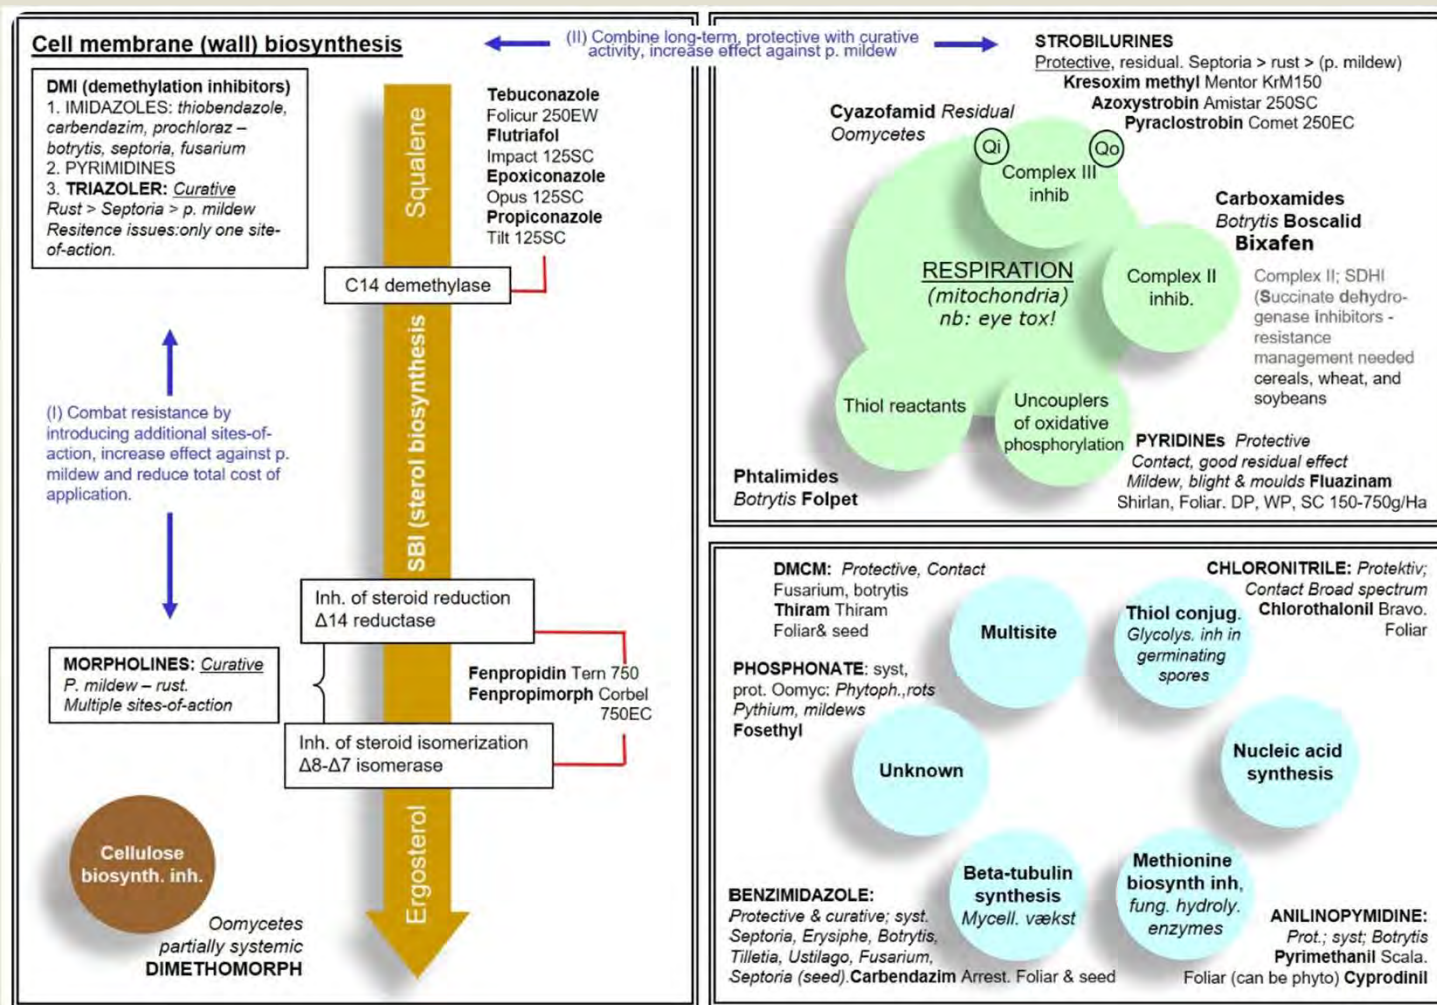 Cell membrane (wall) biosynthesis
(II) Combine long-term, protective with curative
activity, increase effect against p. mildew
DMI (demethylation inhibitors)
1. IMIDAZOLES: thiobendazole,
carbendazim, prochloraz –
botrytis, septoria, fusarium
2. PYRIMIDINES
3. TRIAZOLER: Curative
Rust > Septoria > p. mildew
Resitence issues:only one site-
of-action.
Squalene
SBI (sterol biosynthesis
Ergosterol
Tebuconazole
Folicur 250EW
Flutriafol
Impact 125SC
Epoxiconazole
Opus 125SC
Propiconazole
Tilt 125SC
C14 demethylase
(I) Combat resistance by
introducing additional sites-of-
action, increase effect against p.
mildew and reduce total cost of
application.
Inh. of steroid reduction
Δ14 reductase
MORPHOLINES: Curative
P. mildew – rust.
Multiple sites-of-action
Fenpropidin Tern 750
Fenpropimorph Corbel
750EC
Inh. of steroid isomerization
Δ8-Δ7 isomerase
Cellulose
biosynth. inh.
Oomycetes
partially systemic
DIMETHOMORPH
STROBILURINES
Protective, residual. Septoria > rust > (p. mildew)
Kresoxim methyl Mentor KrM150
Azoxystrobin Amistar 250SC
Pyraclostrobin Comet 250EC
Cyazofamid Residual
Oomycetes
Qi
Qo
Complex III
inhib
Carboxamides
Botrytis Boscalid
Bixafen
RESPIRATION
(mitochondria)
nb: eye tox!
Complex II
inhib.
Complex II; SDHI
(Succinate dehydro-
genase inhibitors -
resistance
management needed
cereals, wheat, and
soybeans
Thiol reactants
Uncouplers
of oxidative
phosphorylation
PYRIDINEs Protective
Contact, good residual effect
Mildew, blight & moulds Fluazinam
Shirlan, Foliar. DP, WP, SC 150-750g/Ha
Phtalimides
Botrytis Folpet
DMCM: Protective, Contact
Fusarium, botrytis
Thiram Thiram
Foliar& seed
Multisite
Thiol conjug.
Glycolys. inh in
germinating
spores
CHLORONITRILE: Protektiv;
Contact Broad spectrum
Chlorothalonil Bravo.
Foliar
PHOSPHONATE: syst,
prot. Oomyc: Phytoph.,rots
Pythium, mildews
Fosethyl
Unknown
Nucleic acid
synthesis
Beta-tubulin
synthesis
Mycell. vækst
Methionine
biosynth inh,
fung. hydroly.
enzymes
BENZIMIDAZOLE:
Protective & curative; syst.
Septoria, Erysiphe, Botrytis,
Tilletia, Ustilago, Fusarium,
Septoria (seed).Carbendazim Arrest. Foliar & seed
ANILINOPYMIDINE:
Prot.; syst; Botrytis
Pyrimethanil Scala.
Foliar (can be phyto) Cyprodinil